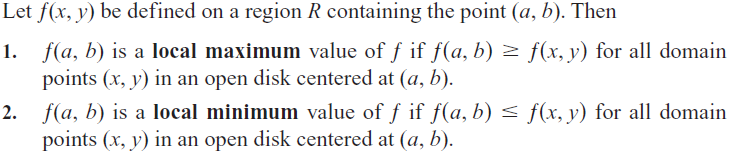 Let f(x, y) be defined on a region R containing the point (a, b). Then
1. f(a, b) is a local maximum value of f if f(a, b) ≥ f(x, y) for all domain
points (x, y) in an open disk centered at (a, b).
2. f(a, b) is a local minimum value of f if f(a, b) ≤ f(x, y) for all domain
points (x, y) in an open disk centered at (a, b).